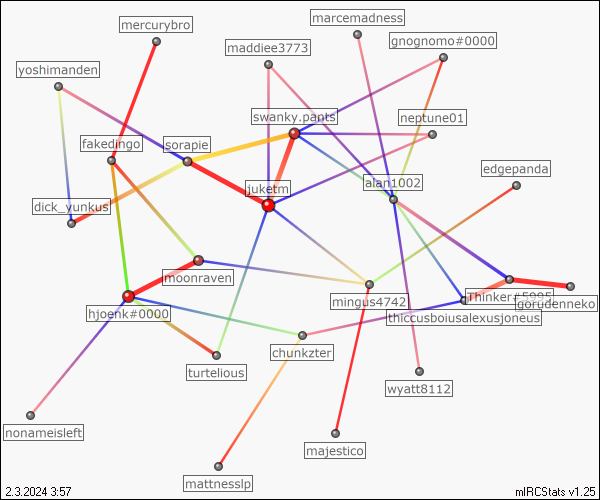 marcemadness
mercurybro
gnognomo#0000
maddiee3773
yoshimanden
swanky.pants
neptune01
fakedingo
sorapie
edgepanda
juketm
alan1002
dick_yunkus
moonraven
mingus4742
Thinker#5995
gorudenneko
hjoenk#0000
thiccusboiusalexusjoneus
chunkzter
turtelious
wyatt8112
nonameisleft
majestico
mattnesslp
2.3.2024 3:57
mIRCStats v1.25